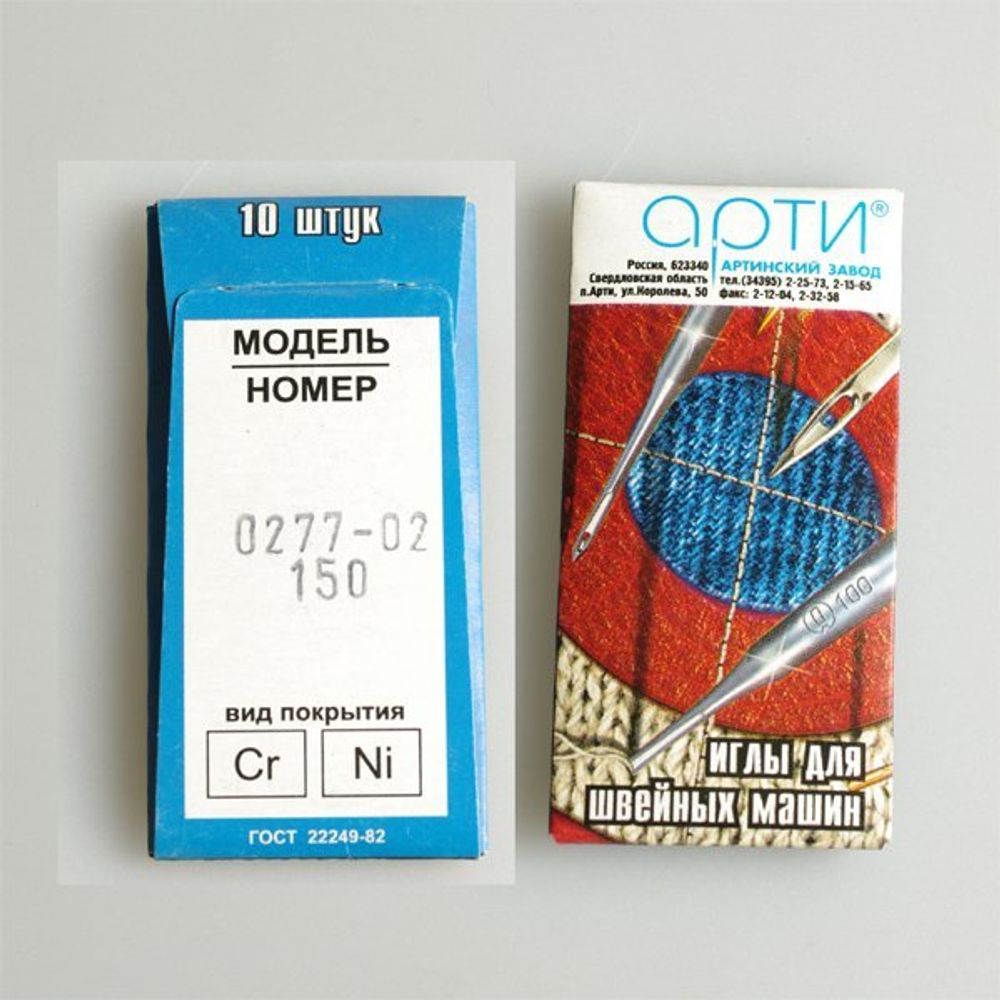 10 штук
МОДЕЛЬ
НОМЕР
0277-02
150
вид покрытия
Cr Ni
ГОСТ 22249-82
арти®
Россия, 623340
Свердловская область
п.Арти, ул.Королева, 50
АРТИНСКИЙ ЗАВОД
тел.(34395) 2-25-73, 2-15-65
факс: 2-12-04, 2-32-58
100
ИГЛЫ ДЛЯ
швейных машин